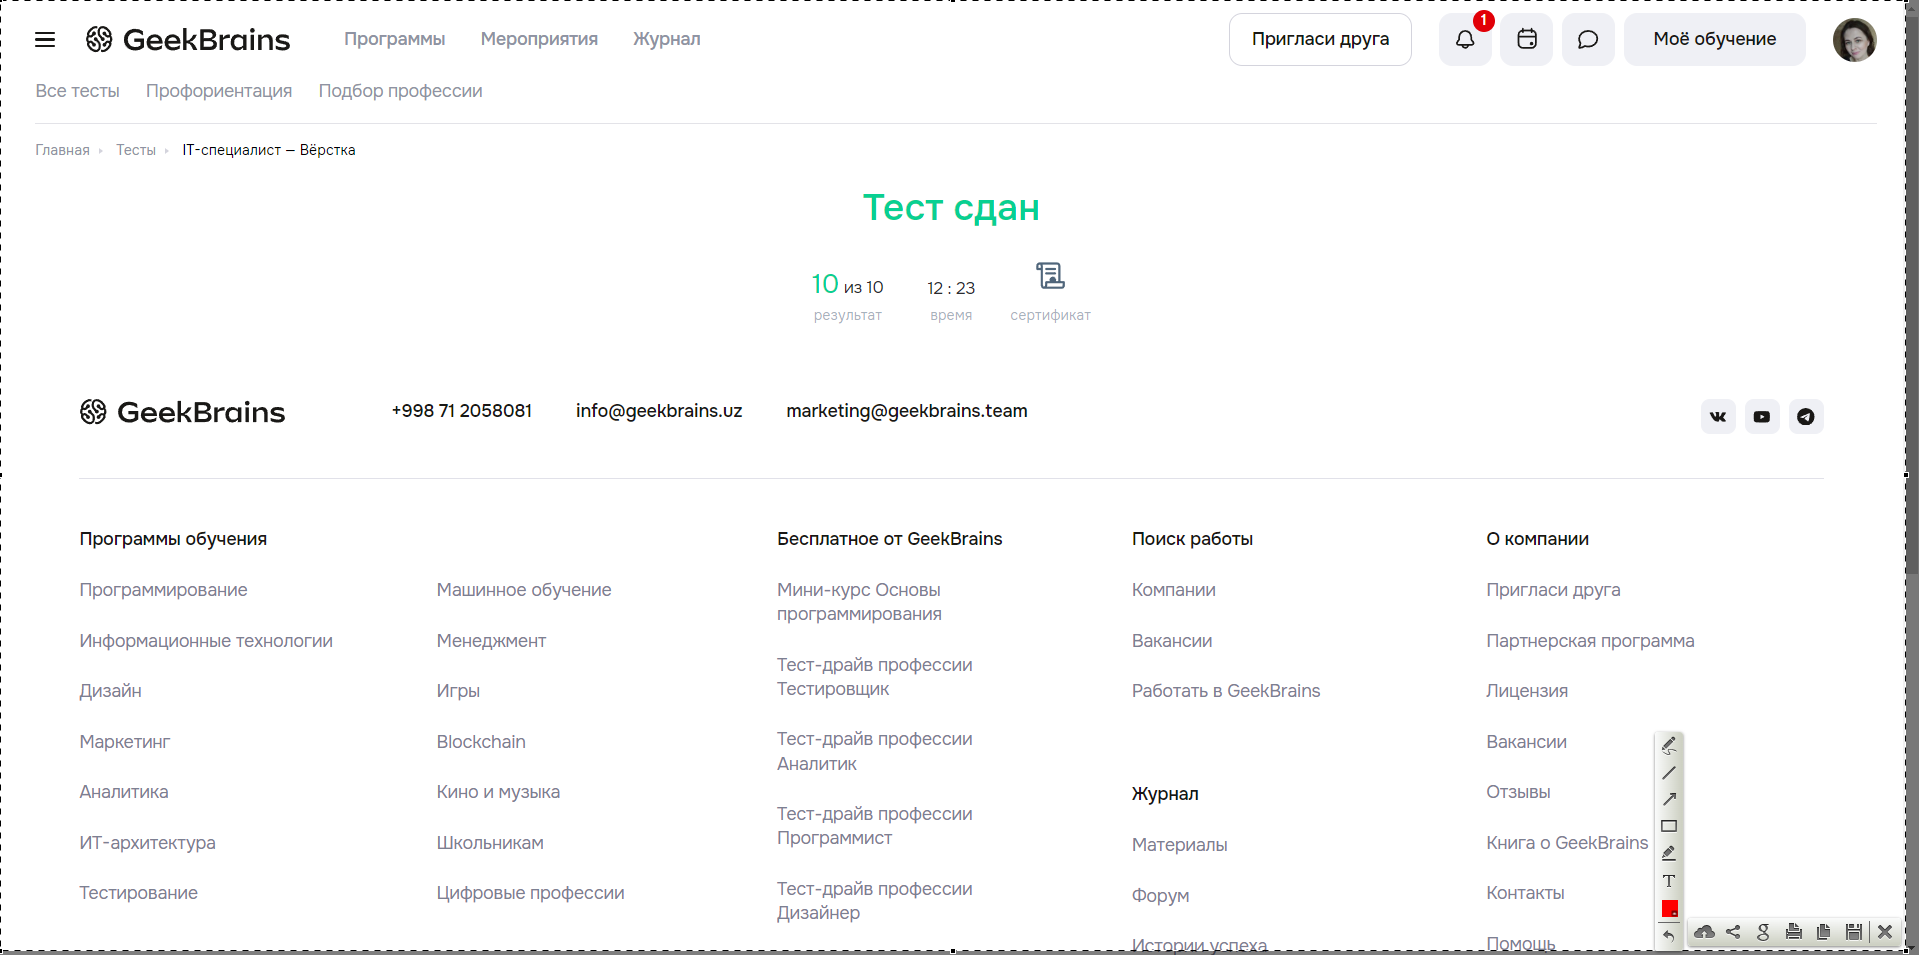 GeekBrains
Программы
Мероприятия
Журнал
Пригласи друга
1
Моё обучение
Все тесты
Профориентация
Подбор профессии
Главная
Тесты
IT-специалист — Вёрстка
Тест сдан
10 из 10
результат
12 : 23
время
сертификат
GeekBrains
+998 71 2058081
info@geekbrains.uz
marketing@geekbrains.team
Программы обучения
Программирование
Информационные технологии
Дизайн
Маркетинг
Аналитика
ИТ-архитектура
Тестирование
Машинное обучение
Менеджмент
Игры
Blockchain
Кино и музыка
Школьникам
Цифровые профессии
Бесплатное от GeekBrains
Мини-курс Основы
программирования
Тест-драйв профессии
Тестировщик
Тест-драйв профессии
Аналитик
Тест-драйв профессии
Программист
Тест-драйв профессии
Дизайнер
Поиск работы
Компании
Вакансии
Работать в GeekBrains
Журнал
Материалы
Форум
Истории успеха
О компании
Пригласи друга
Партнерская программа
Лицензия
Вакансии
Отзывы
Книга о GeekBrains
Контакты
Помощь